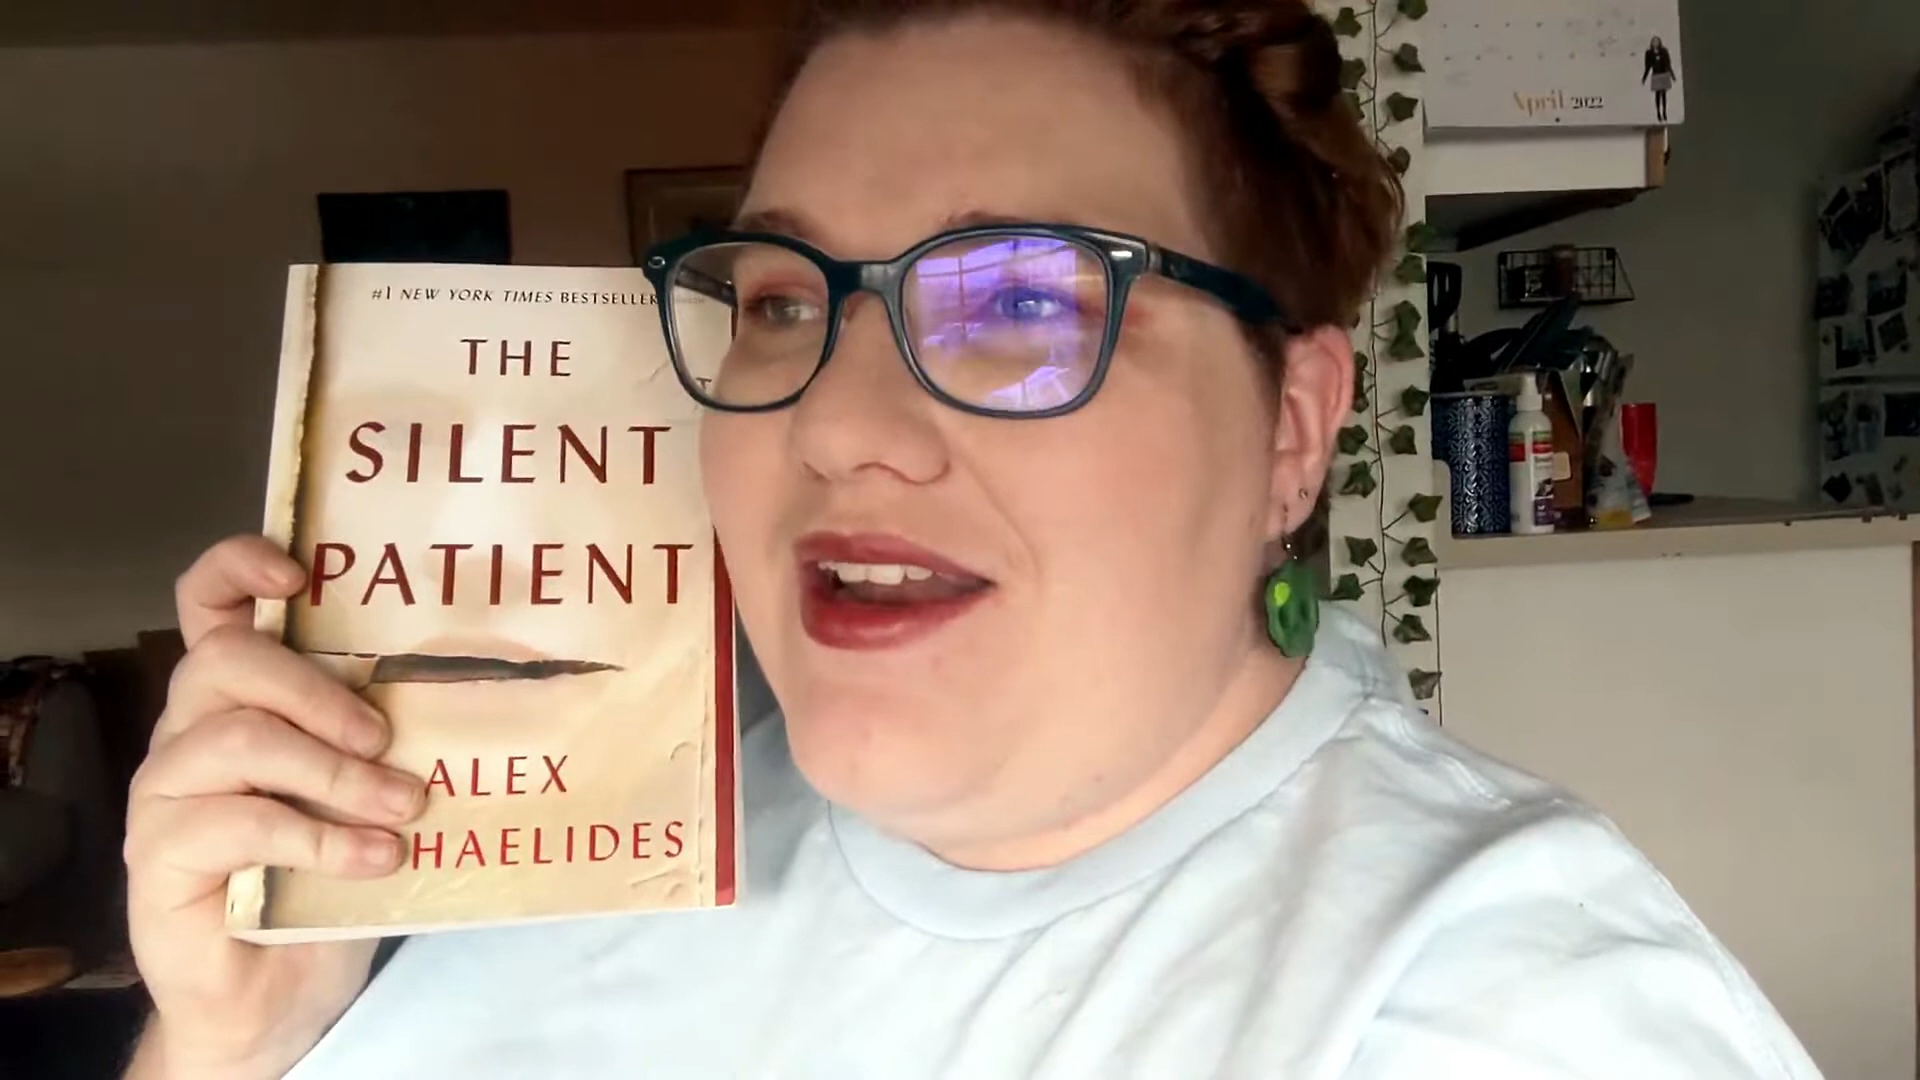 #1 NEW YORK TIMES BESTSELLER
THE
SILENT
PATIENT
ALEX
HAELIDES
April 2022